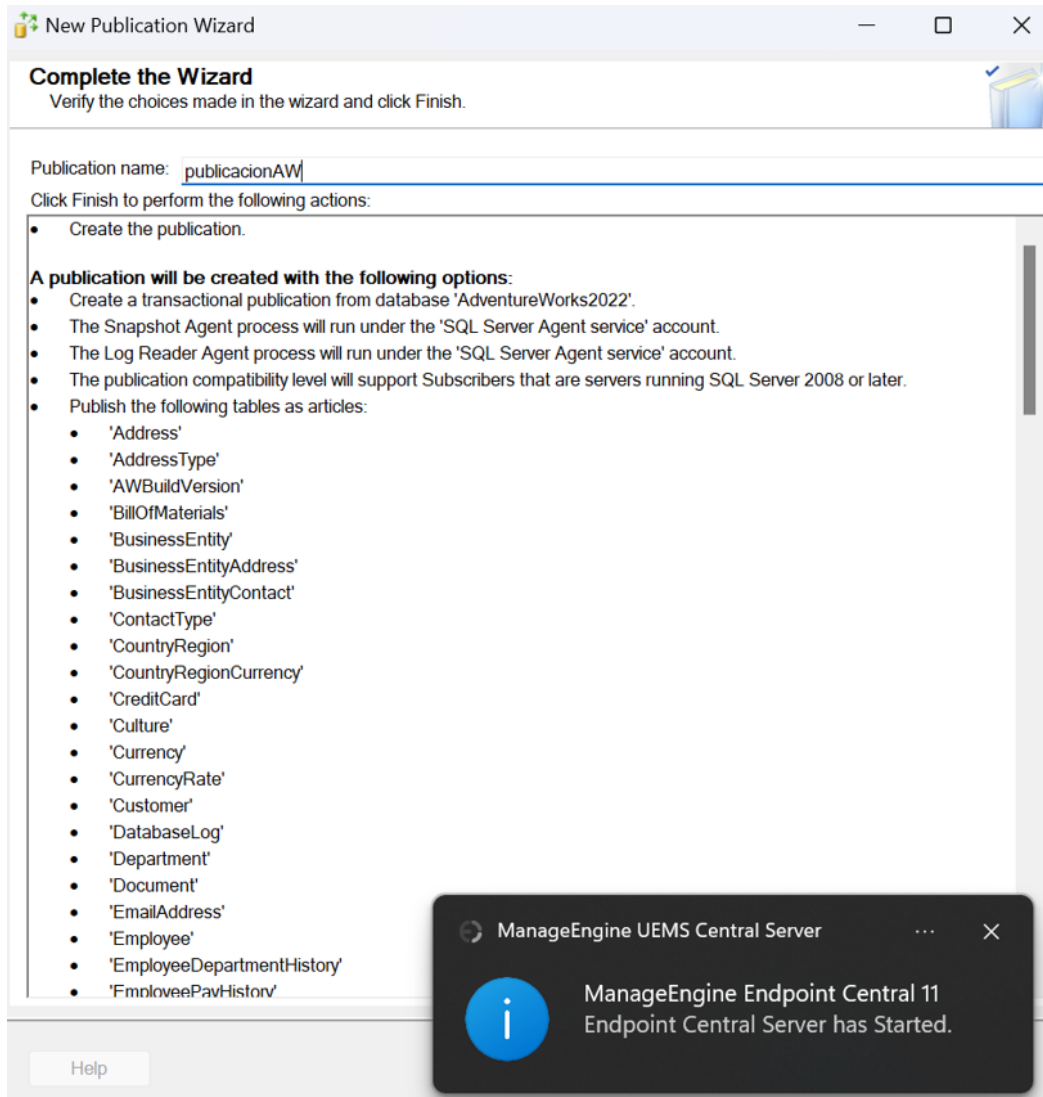 New Publication Wizard
Complete the Wizard
Verify the choices made in the wizard and click Finish.
Publication name: publicacionAW
Click Finish to perform the following actions:
• Create the publication.
A publication will be created with the following options:
• Create a transactional publication from database 'AdventureWorks2022'.
• The Snapshot Agent process will run under the 'SQL Server Agent service' account.
• The Log Reader Agent process will run under the 'SQL Server Agent service' account.
• The publication compatibility level will support Subscribers that are servers running SQL Server 2008 or later.
• Publish the following tables as articles:
• 'Address'
• 'AddressType'
• 'AWBuildVersion'
• 'BillOfMaterials'
• 'BusinessEntity'
• 'BusinessEntityAddress'
• 'BusinessEntityContact'
• 'ContactType'
• 'CountryRegion'
• 'CountryRegionCurrency'
• 'CreditCard'
• 'Culture'
• 'Currency'
• 'CurrencyRate'
• 'Customer'
• 'DatabaseLog'
• 'Department'
• 'Document'
• 'EmailAddress'
• 'Employee'
• 'EmployeeDepartmentHistory'
• 'EmployeePayHistory'
Help
ManageEngine UEMS Central Server
ManageEngine Endpoint Central 11
Endpoint Central Server has Started.